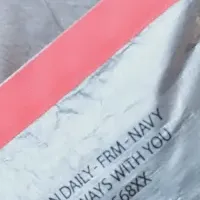 DAILY- FRM- NAVY
WAYS WITH YOU
68XX